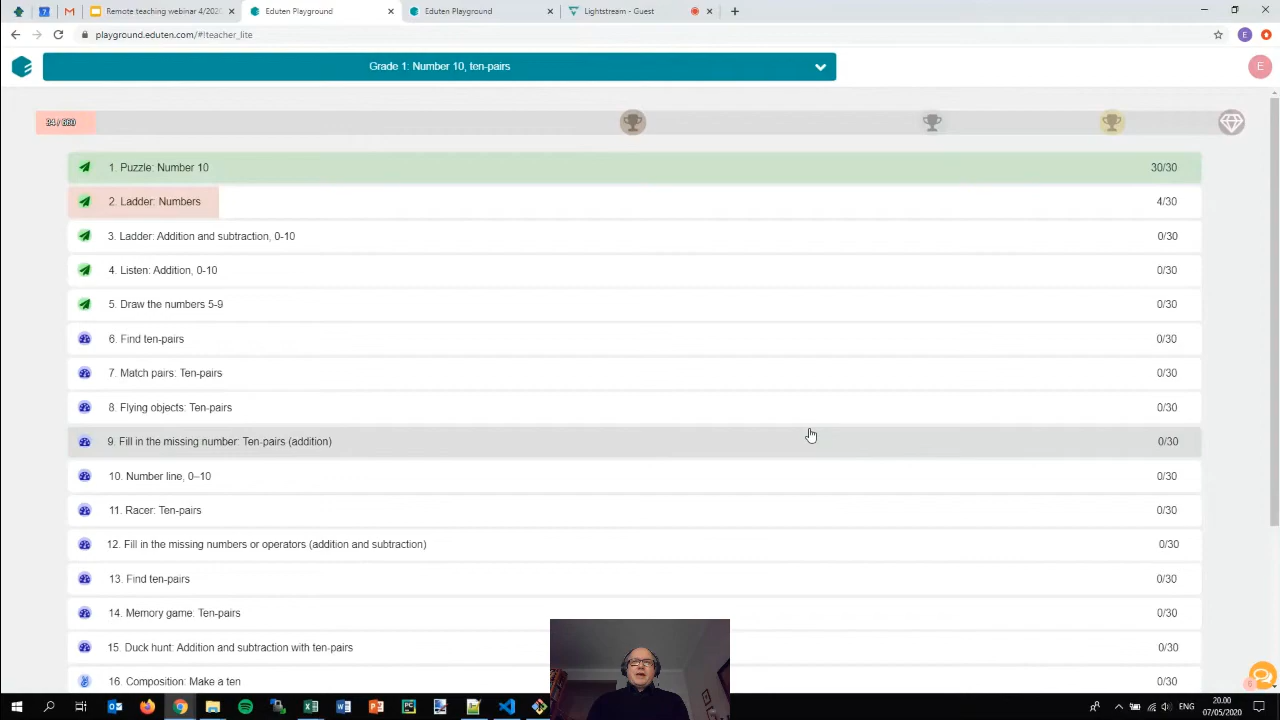 Remote teaching webinar 4/202
Eduten Playground
Eduten Playground
Lightstream - Guest
playground.eduten.com/#!teacher_lite
E
Grade 1: Number 10, ten-pairs
E
34 / 660
1. Puzzle: Number 10 30/30
2. Ladder: Numbers 4/30
3. Ladder: Addition and subtraction, 0-10 0/30
4. Listen: Addition, 0-10 0/30
5. Draw the numbers 5-9 0/30
6. Find ten-pairs 0/30
7. Match pairs: Ten-pairs 0/30
8. Flying objects: Ten-pairs 0/30
9. Fill in the missing number: Ten-pairs (addition) 0/30
10. Number line, 0–10 0/30
11. Racer: Ten-pairs 0/30
12. Fill in the missing numbers or operators (addition and subtraction) 0/30
13. Find ten-pairs 0/30
14. Memory game: Ten-pairs 0/30
15. Duck hunt: Addition and subtraction with ten-pairs 0/30
16. Composition: Make a ten 0/30
ENG
20.00
07/05/2020